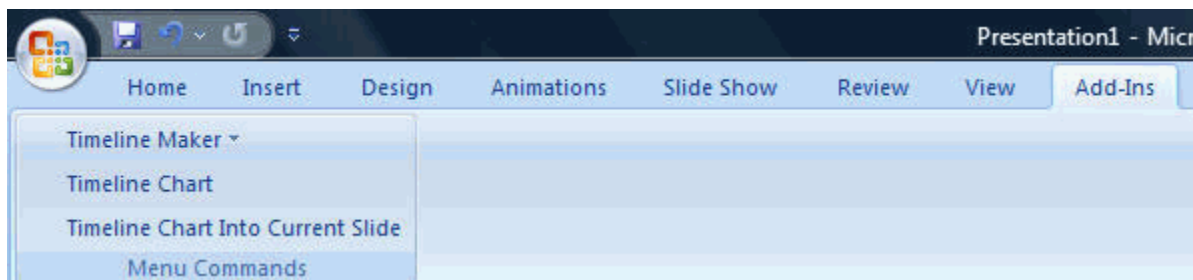 Presentation1 - Micr
Home Insert Design Animations Slide Show Review View Add-Ins
Timeline Maker
Timeline Chart
Timeline Chart Into Current Slide
Menu Commands